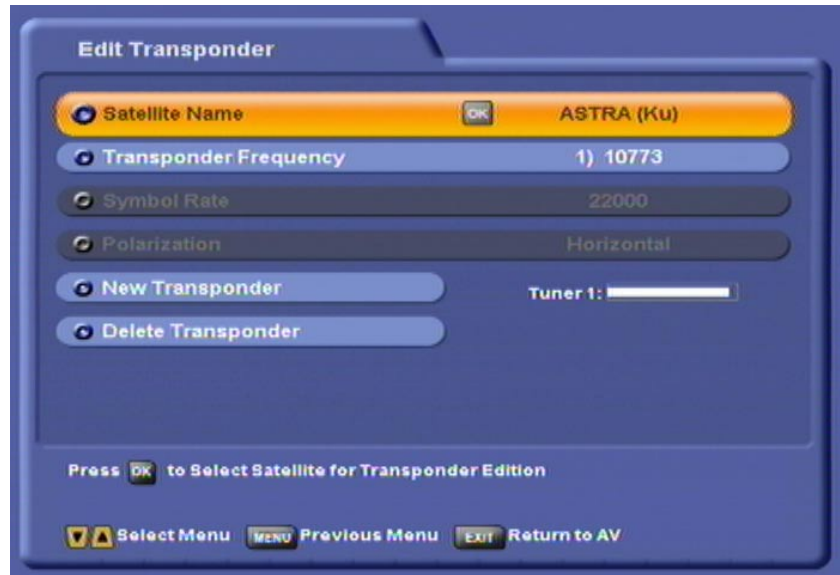 Edit Transponder
Satellite Name OK ASTRA (Ku)
Transponder Frequency 1) 10773
Symbol Rate 22000
Polarization Horizontal
New Transponder Tuner 1:
Delete Transponder
Press OK to Select Satellite for Transponder Edition
Select Menu MENU Previous Menu EXIT Return to AV